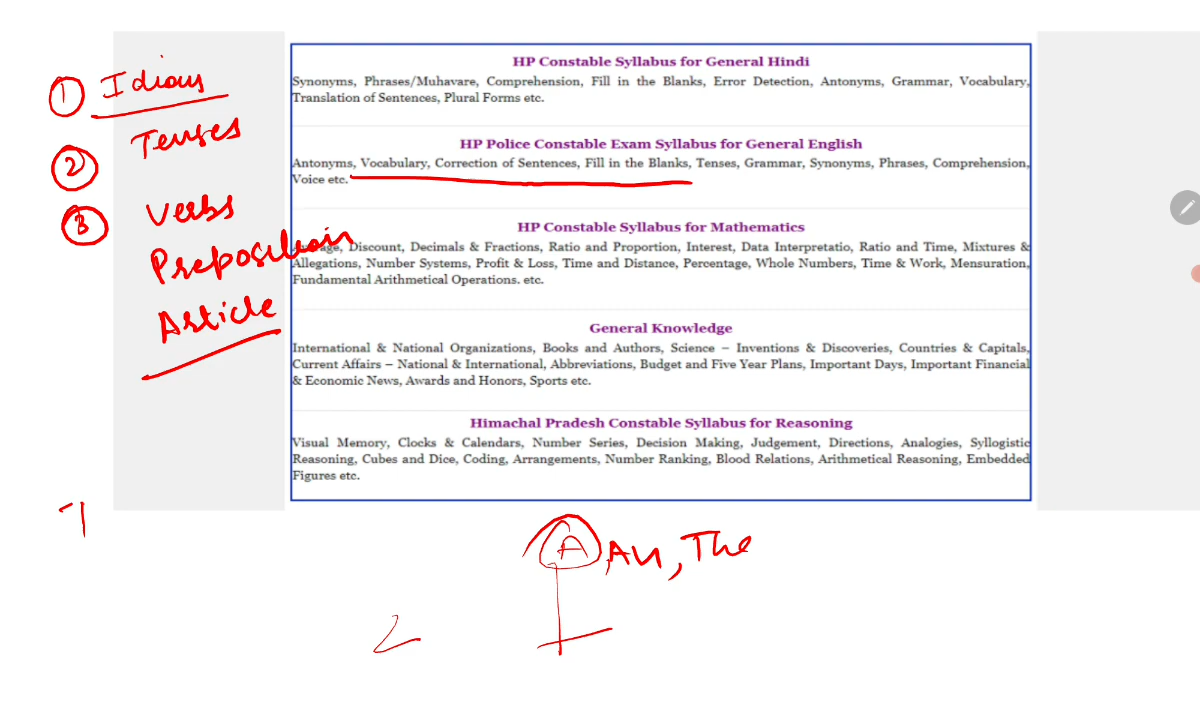 ① Idioms
② Tenses
③ Verbs
Preposition
Article
HP Constable Syllabus for General Hindi
Synonyms, Phrases/Muhavare, Comprehension, Fill in the Blanks, Error Detection, Antonyms, Grammar, Vocabulary,
Translation of Sentences, Plural Forms etc.
HP Police Constable Exam Syllabus for General English
Antonyms, Vocabulary, Correction of Sentences, Fill in the Blanks, Tenses, Grammar, Synonyms, Phrases, Comprehension,
Voice etc.
HP Constable Syllabus for Mathematics
Average, Discount, Decimals & Fractions, Ratio and Proportion, Interest, Data Interpretatio, Ratio and Time, Mixtures &
Allegations, Number Systems, Profit & Loss, Time and Distance, Percentage, Whole Numbers, Time & Work, Mensuration,
Fundamental Arithmetical Operations. etc.
General Knowledge
International & National Organizations, Books and Authors, Science – Inventions & Discoveries, Countries & Capitals,
Current Affairs – National & International, Abbreviations, Budget and Five Year Plans, Important Days, Important Financial
& Economic News, Awards and Honors, Sports etc.
Himachal Pradesh Constable Syllabus for Reasoning
Visual Memory, Clocks & Calendars, Number Series, Decision Making, Judgement, Directions, Analogies, Syllogistic
Reasoning, Cubes and Dice, Coding, Arrangements, Number Ranking, Blood Relations, Arithmetical Reasoning, Embedded
Figures etc.
A, An, The